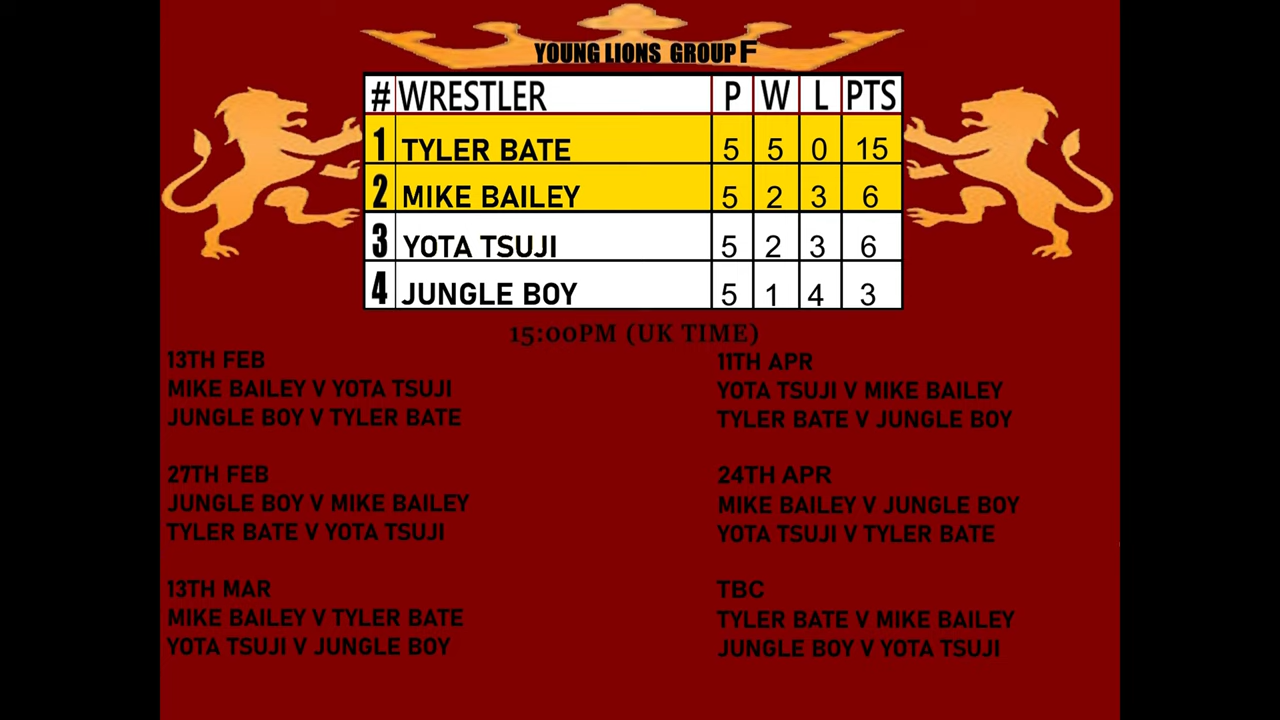 YOUNG LIONS GROUP F
# WRESTLER P W L PTS
1 TYLER BATE 5 5 0 15
2 MIKE BAILEY 5 2 3 6
3 YOTA TSUJI 5 2 3 6
4 JUNGLE BOY 5 1 4 3
15:00PM (UK TIME)
13TH FEB
MIKE BAILEY V YOTA TSUJI
JUNGLE BOY V TYLER BATE
27TH FEB
JUNGLE BOY V MIKE BAILEY
TYLER BATE V YOTA TSUJI
13TH MAR
MIKE BAILEY V TYLER BATE
YOTA TSUJI V JUNGLE BOY
11TH APR
YOTA TSUJI V MIKE BAILEY
TYLER BATE V JUNGLE BOY
24TH APR
MIKE BAILEY V JUNGLE BOY
YOTA TSUJI V TYLER BATE
TBC
TYLER BATE V MIKE BAILEY
JUNGLE BOY V YOTA TSUJI